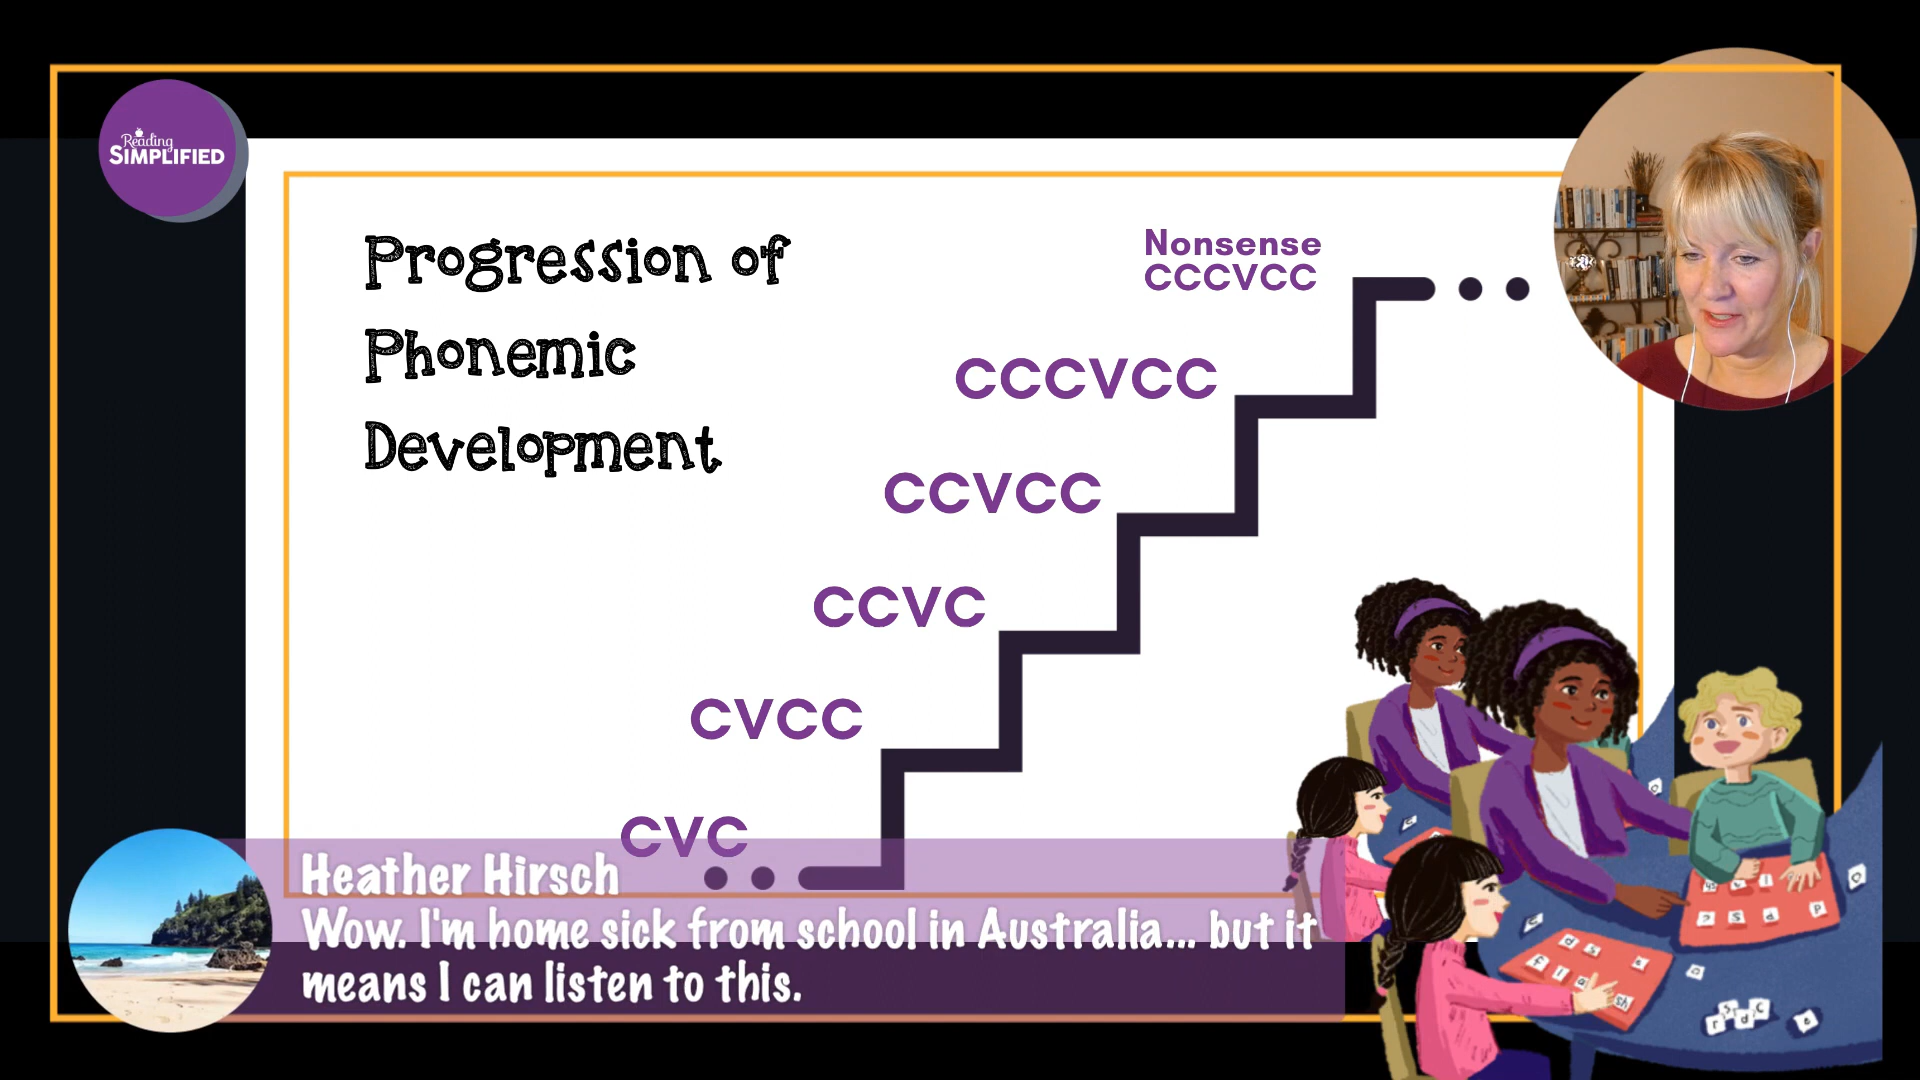 Reading
SIMPLIFIED
Progression of
Phonemic
Development
Nonsense
CCCVCC
CCCVCC
CCVCC
CCVC
CVCC
CVC
Heather Hirsch
Wow. I'm home sick from school in Australia... but it
means I can listen to this.